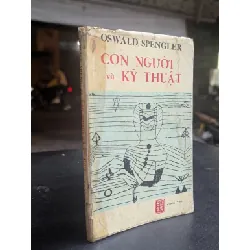 OSWALD SPENGLER
CON NGƯỜI
và KỸ THUẬT